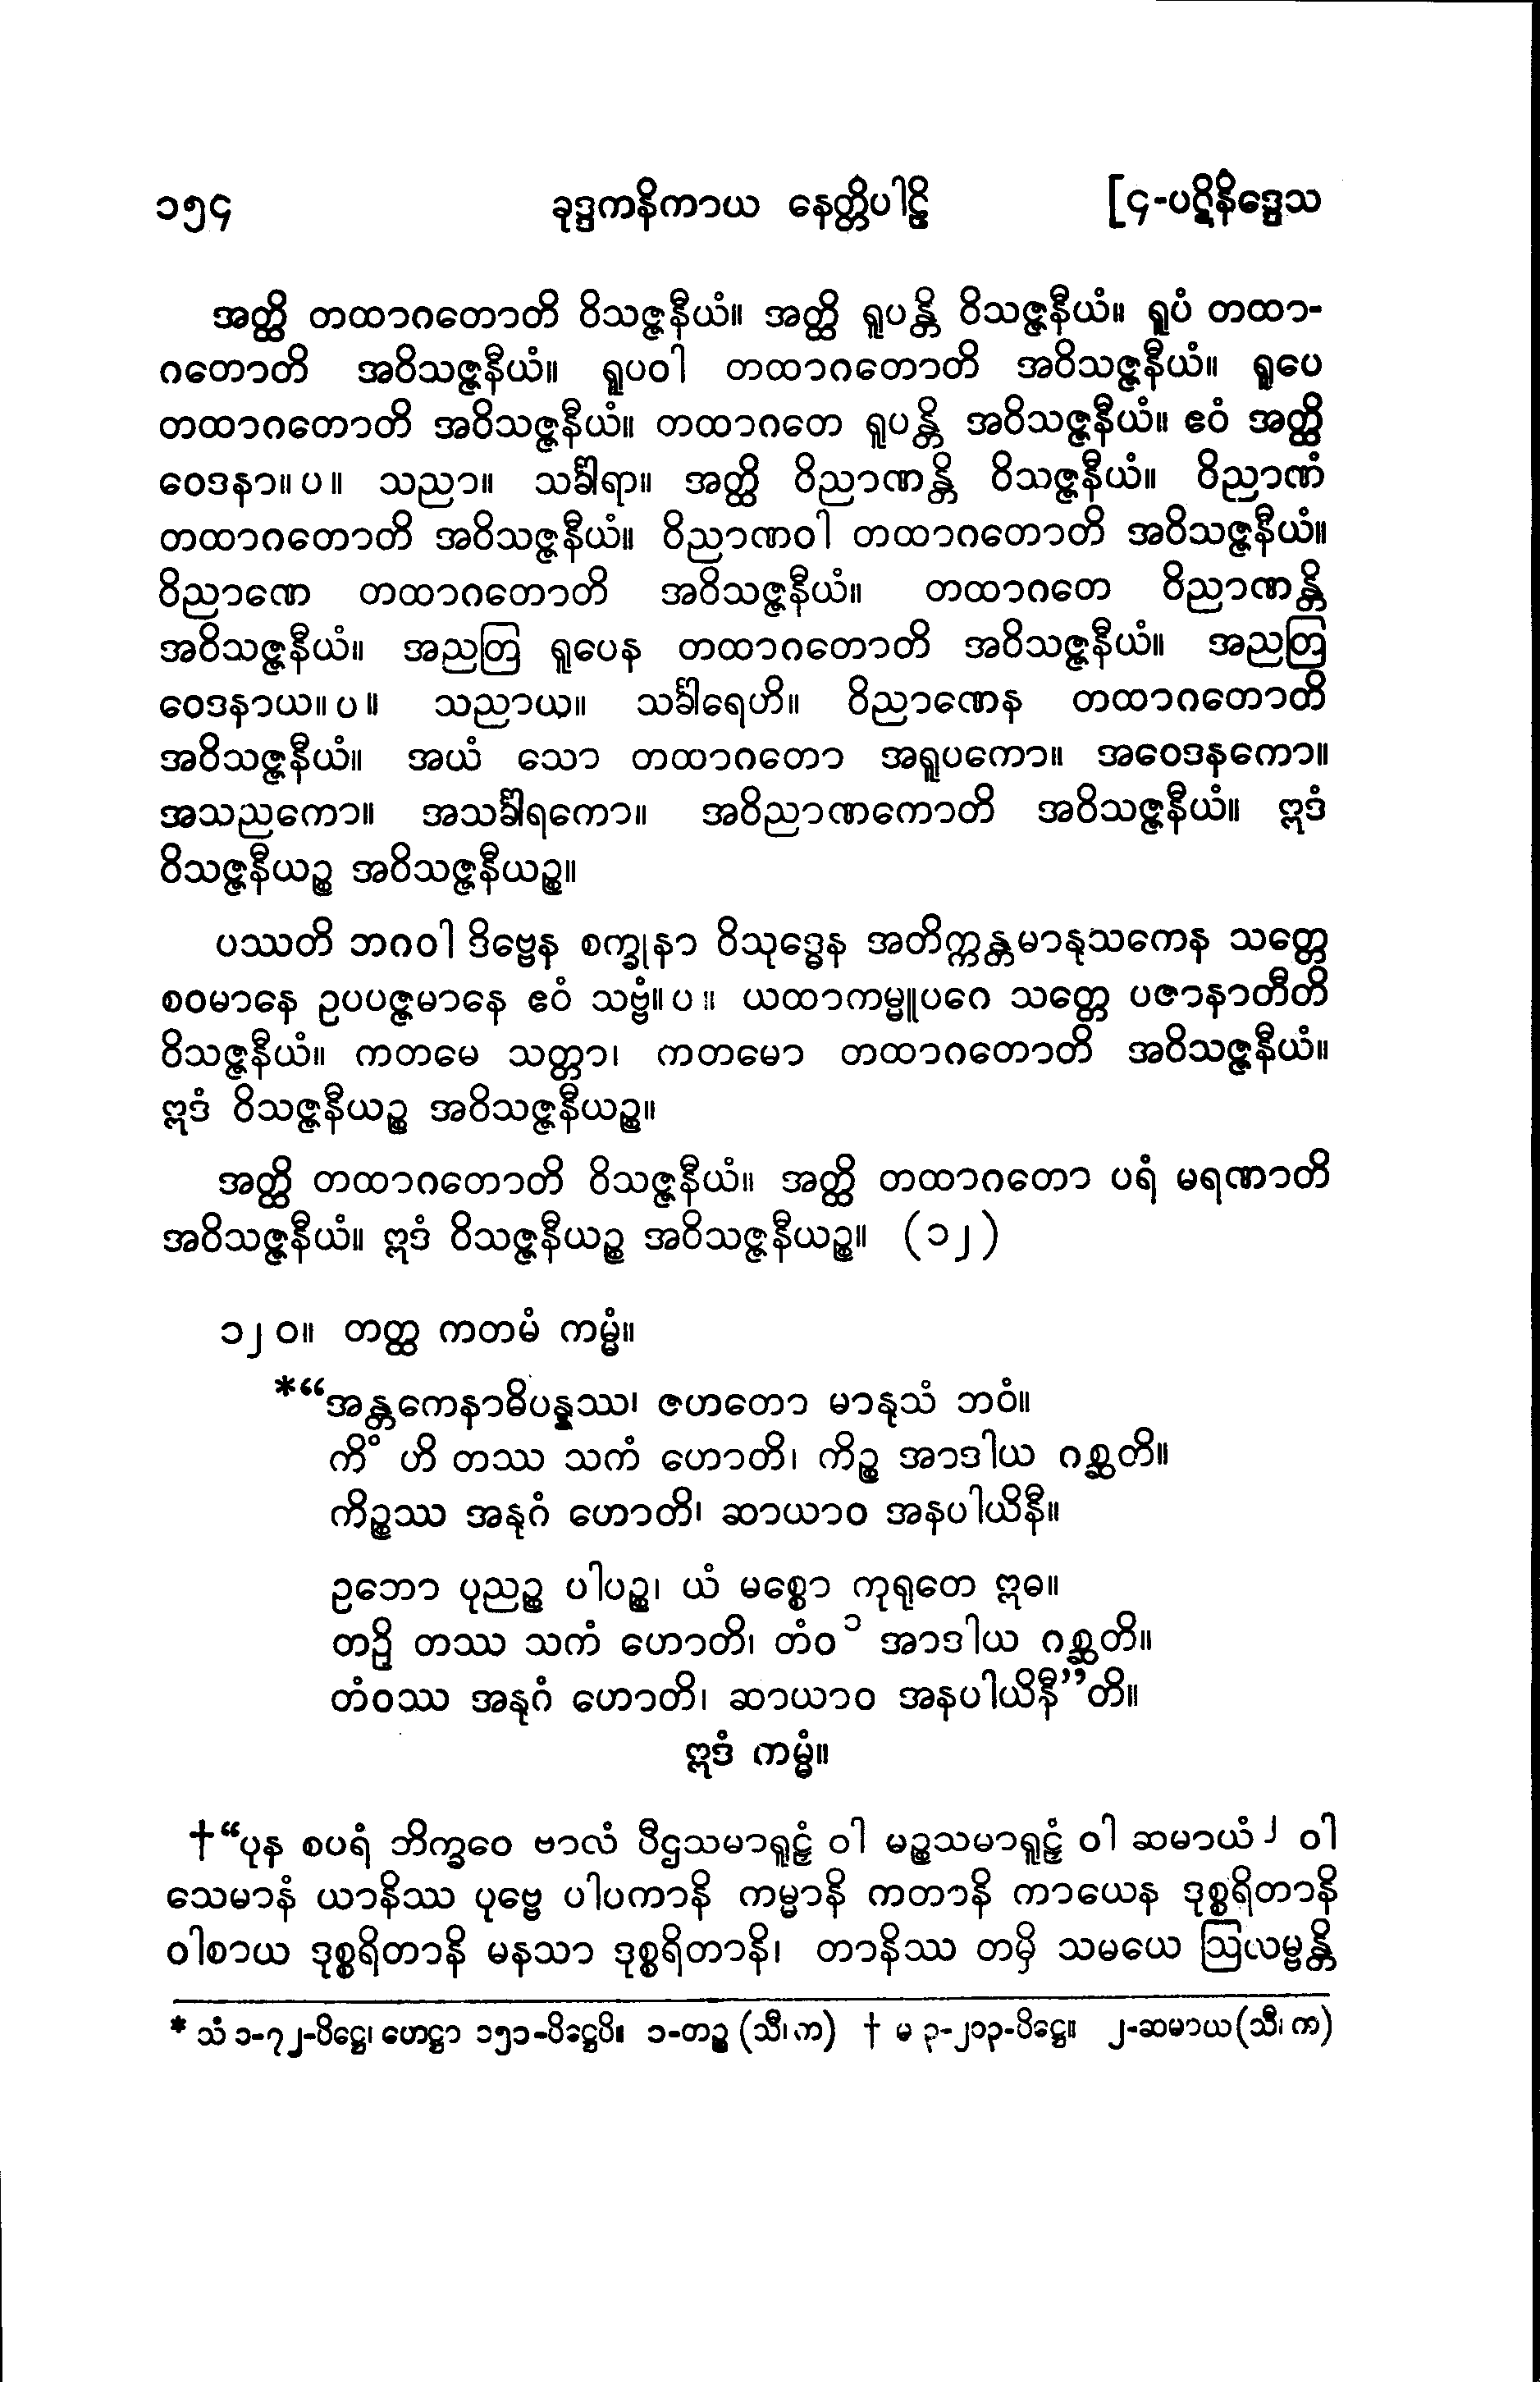 ၁၅၄ ခုဒ္ဒကနိကာယ နေတ္တိပါဠိ [၄-ပဋိနိဒ္ဒေသ
အတ္ထိ တထာဂတောတိ ဝိသဇ္ဇနီယံ။ အတ္ထိ ရူပန္တိ ဝိသဇ္ဇနီယံ။ ရူပံ တထာ-
ဂတောတိ အဝိသဇ္ဇနီယံ။ ရူပဝါ တထာဂတောတိ အဝိသဇ္ဇနီယံ။ ရူပေ
တထာဂတောတိ အဝိသဇ္ဇနီယံ။ တထာဂတေ ရူပန္တိ အဝိသဇ္ဇနီယံ။ ဧဝံ အတ္ထိ
ဝေဒနာ။ပ။ သညာ။ သင်္ခါရာ။ အတ္ထိ ဝိညာဏန္တိ ဝိသဇ္ဇနီယံ။ ဝိညာဏံ
တထာဂတောတိ အဝိသဇ္ဇနီယံ။ ဝိညာဏဝါ တထာဂတောတိ အဝိသဇ္ဇနီယံ။
ဝိညာဏေ တထာဂတောတိ အဝိသဇ္ဇနီယံ။ တထာဂတေ ဝိညာဏန္တိ
အဝိသဇ္ဇနီယံ။ အညတြ ရူပေန တထာဂတောတိ အဝိသဇ္ဇနီယံ။ အညတြ
ဝေဒနာယ။ပ။ သညာယ။ သင်္ခါရေဟိ။ ဝိညာဏေန တထာဂတောတိ
အဝိသဇ္ဇနီယံ။ အယံ သော တထာဂတော အရူပကော။ အဝေဒနကော။
အသညကော။ အသင်္ခါရကော။ အဝိညာဏကောတိ အဝိသဇ္ဇနီယံ။ ဣဒံ
ဝိသဇ္ဇနီယဉ္စ အဝိသဇ္ဇနီယဉ္စ။
ပဿတိ ဘဂဝါ ဒိဗ္ဗေန စက္ခုနာ ဝိသုဒ္ဓေန အတိက္ကန္တမာနုသကေန သတ္တေ
စဝမာနေ ဥပပဇ္ဇမာနေ ဧဝံ သဗ္ဗံ။ပ။ ယထာကမ္မူပဂေ သတ္တေ ပဇာနာတီတိ
ဝိသဇ္ဇနီယံ။ ကတမေ သတ္တာ၊ ကတမော တထာဂတောတိ အဝိသဇ္ဇနီယံ။
ဣဒံ ဝိသဇ္ဇနီယဉ္စ အဝိသဇ္ဇနီယဉ္စ။
အတ္ထိ တထာဂတောတိ ဝိသဇ္ဇနီယံ။ အတ္ထိ တထာဂတော ပရံ မရဏာတိ
အဝိသဇ္ဇနီယံ။ ဣဒံ ဝိသဇ္ဇနီယဉ္စ အဝိသဇ္ဇနီယဉ္စ။ (၁၂)
၁၂၀။ တတ္ထ ကတမံ ကမ္မံ။
*“အန္တကေနာဓိပန္နဿ၊ ဇဟတော မာနုသံ ဘဝံ။
ကိံ ဟိ တဿ သကံ ဟောတိ၊ ကိဉ္စ အာဒါယ ဂစ္ဆတိ။
ကိဉ္စဿ အနုဂံ ဟောတိ၊ ဆာယာဝ အနပါယိနီ။
ဥဘော ပုညဉ္စ ပါပဉ္စ၊ ယံ မစ္စော ကုရုတေ ဣဓ။
တဉှိ တဿ သကံ ဟောတိ၊ တံဝ ၁ အာဒါယ ဂစ္ဆတိ။
တံဝဿ အနုဂံ ဟောတိ၊ ဆာယာဝ အနပါယိနီ”တိ။
ဣဒံ ကမ္မံ။
†“ပုန စပရံ ဘိက္ခဝေ ဗာလံ ပီဌသမာရူဠှံ ဝါ မဉ္စသမာရူဠှံ ဝါ ဆမာယံ ၂ ဝါ
သေမာနံ ယာနိဿ ပုဗ္ဗေ ပါပကာနိ ကမ္မာနိ ကတာနိ ကာယေန ဒုစ္စရိတာနိ
ဝါစာယ ဒုစ္စရိတာနိ မနသာ ဒုစ္စရိတာနိ၊ တာနိဿ တမှိ သမယေ ဩလမ္ဗန္တိ
* သံ ၁-၇၂-ပိဋ္ဌေ၊ ဟေဋ္ဌာ ၁၅၁-ပိဋ္ဌေပိ။ ၁-တဉ္စ (သီ၊ က) † မ ၃-၂၁၃-ပိဋ္ဌေ။ ၂-ဆမာယ (သီ၊ က)